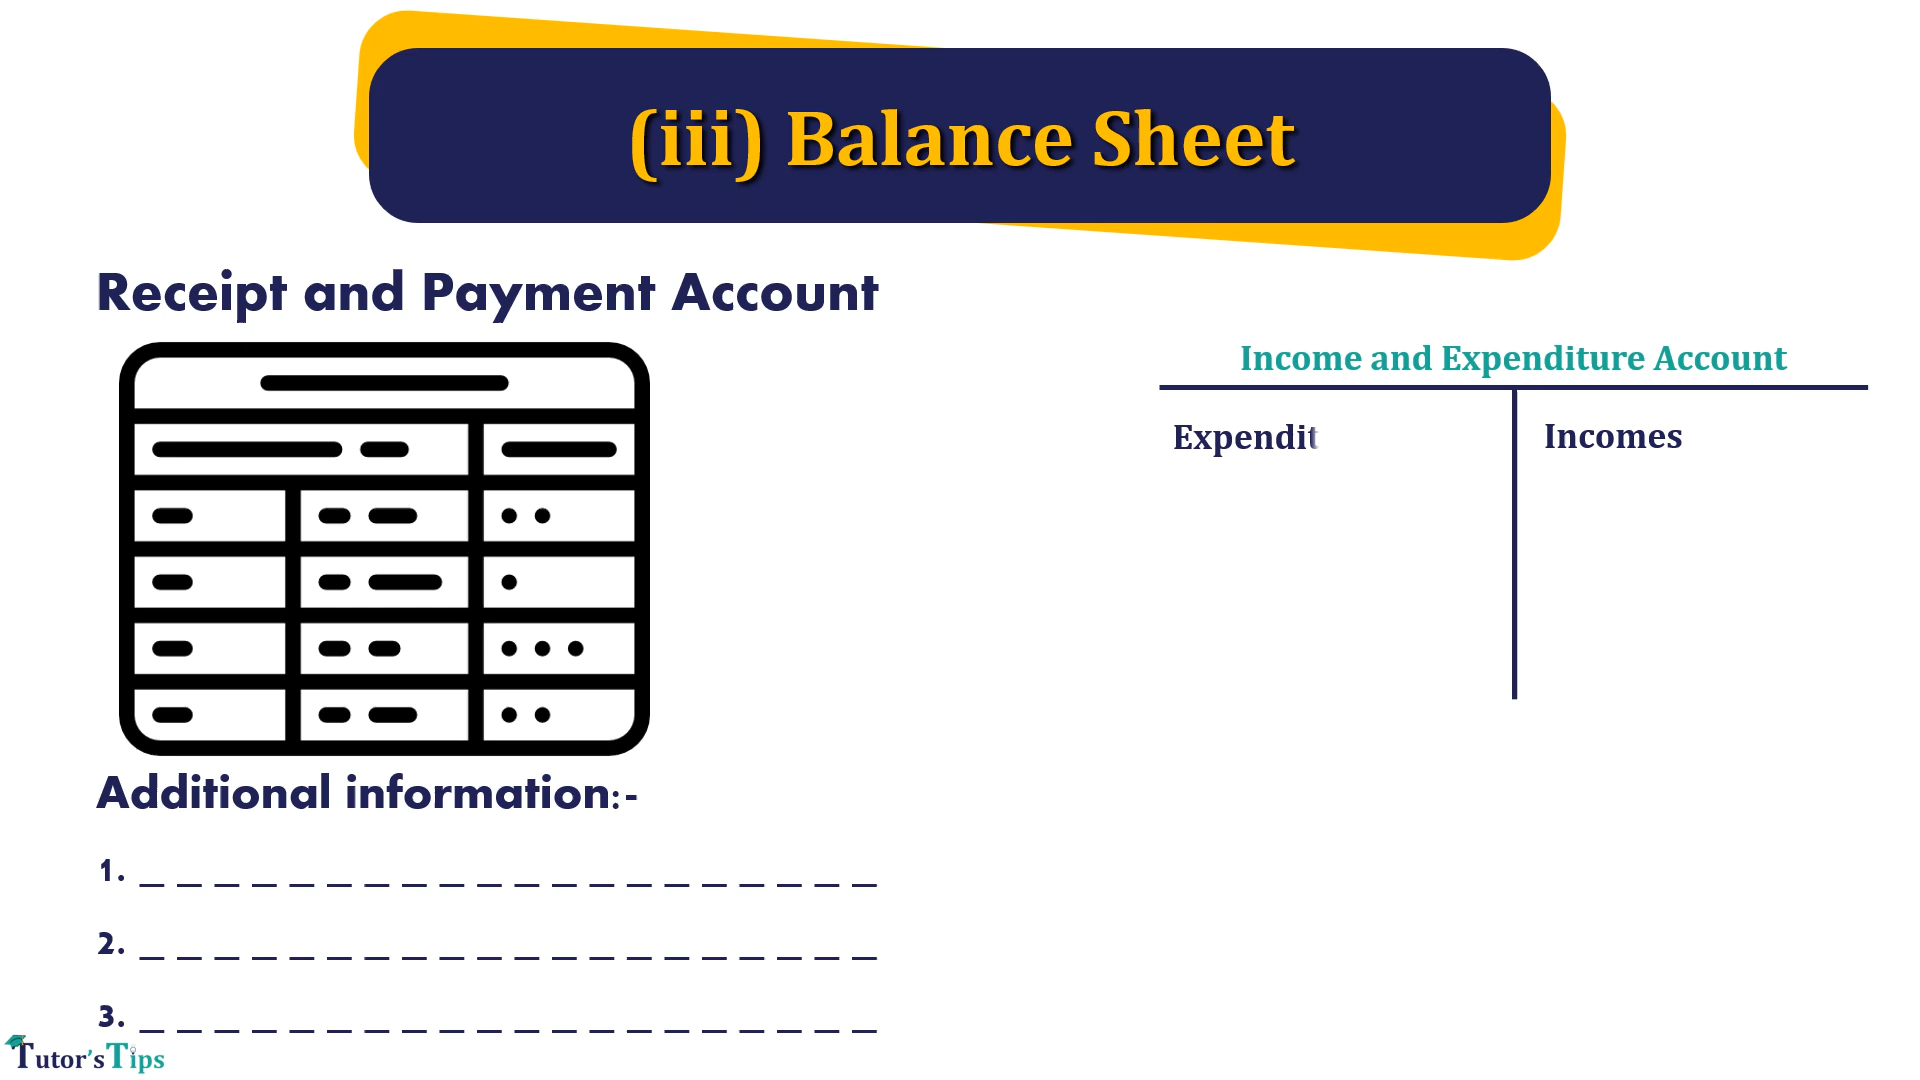 (iii) Balance Sheet
Receipt and Payment Account
Income and Expenditure Account
Expendit
Incomes
Additional information:-
1. _ _ _ _ _ _ _ _ _ _ _ _ _ _ _ _ _ _ _ _
2. _ _ _ _ _ _ _ _ _ _ _ _ _ _ _ _ _ _ _ _
3. _ _ _ _ _ _ _ _ _ _ _ _ _ _ _ _ _ _ _ _
Tutor'sTips